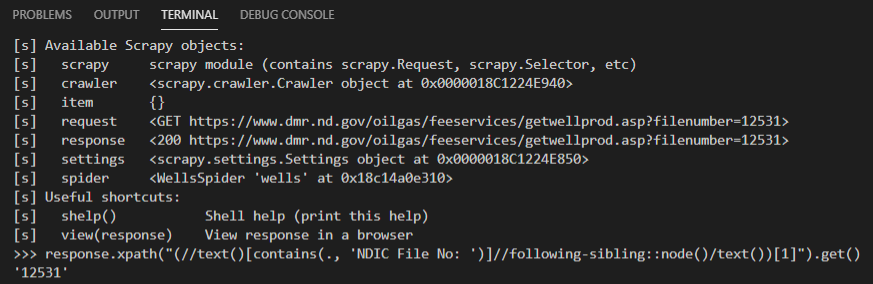 PROBLEMS OUTPUT TERMINAL DEBUG CONSOLE
[s] Available Scrapy objects:
[s]   scrapy     scrapy module (contains scrapy.Request, scrapy.Selector, etc)
[s]   crawler    <scrapy.crawler.Crawler object at 0x0000018C1224E940>
[s]   item       {}
[s]   request    <GET https://www.dmr.nd.gov/oilgas/feeservices/getwellprod.asp?filenumber=12531>
[s]   response   <200 https://www.dmr.nd.gov/oilgas/feeservices/getwellprod.asp?filenumber=12531>
[s]   settings   <scrapy.settings.Settings object at 0x0000018C1224E850>
[s]   spider     <WellsSpider 'wells' at 0x18c14a0e310>
[s] Useful shortcuts:
[s]   shelp()           Shell help (print this help)
[s]   view(response)    View response in a browser
>>> response.xpath("(//text()[contains(., 'NDIC File No: ')]//following-sibling::node()/text())[1]").get()
'12531'